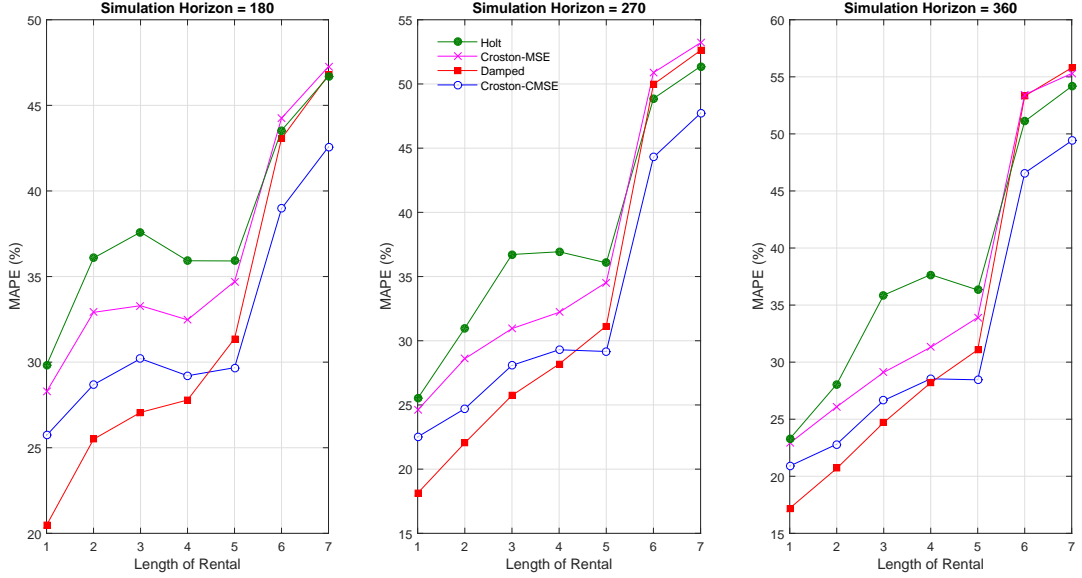 Simulation Horizon = 180
50
45
40
35
30
25
20
MAPE (%)
1 2 3 4 5 6 7
Length of Rental
Simulation Horizon = 270
55
50
45
40
35
30
25
20
15
MAPE (%)
Holt
Croston-MSE
Damped
Croston-CMSE
1 2 3 4 5 6 7
Length of Rental
Simulation Horizon = 360
60
55
50
45
40
35
30
25
20
15
MAPE (%)
1 2 3 4 5 6 7
Length of Rental